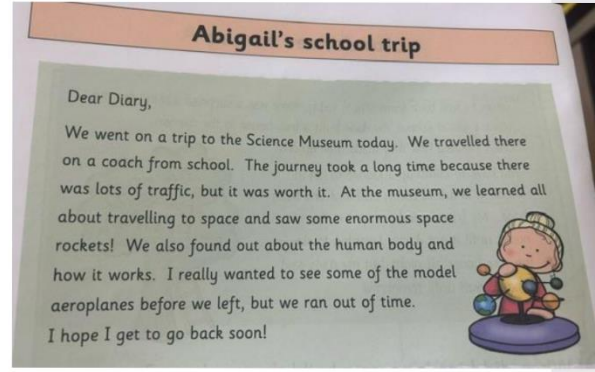 Abigail's school trip
Dear Diary,
We went on a trip to the Science Museum today. We travelled there
on a coach from school. The journey took a long time because there
was lots of traffic, but it was worth it. At the museum, we learned all
about travelling to space and saw some enormous space
rockets! We also found out about the human body and
how it works. I really wanted to see some of the model
aeroplanes before we left, but we ran out of time.
I hope I get to go back soon!